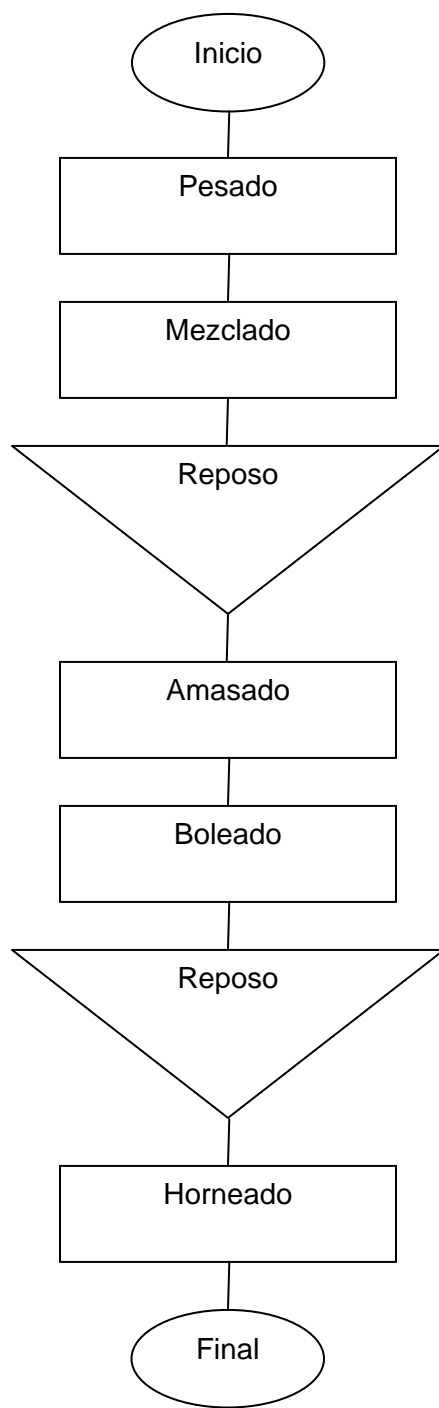 Inicio
Pesado
Mezclado
Reposo
Amasado
Boleado
Reposo
Horneado
Final